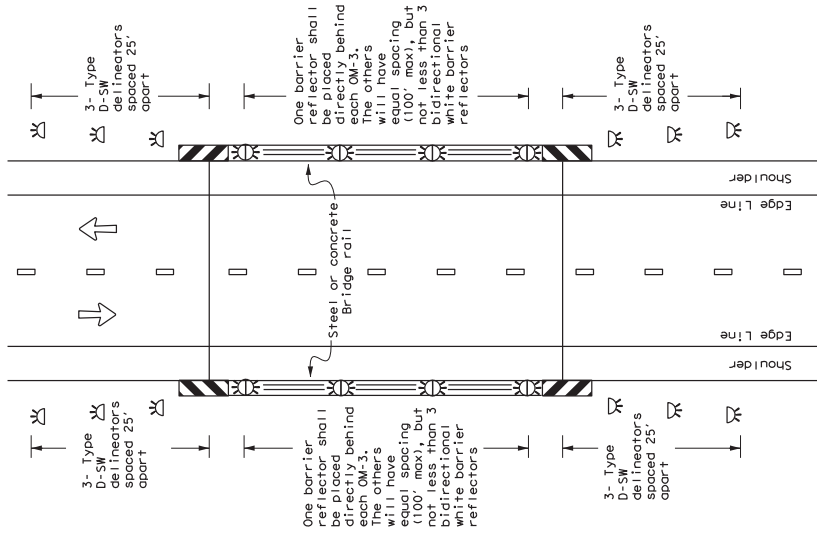 3- Type
D-SW
delineators
spaced 25'
apart
One barrier
reflector shall
be placed
directly behind
each OM-3.
The others
will have
equal spacing
(100' max), but
not less than 3
bidirectional
white barrier
reflectors
3- Type
D-SW
delineators
spaced 25'
apart
Shoulder
Edge Line
Steel or concrete
Bridge rail
Edge Line
Shoulder
3- Type
D-SW
delineators
spaced 25'
apart
One barrier
reflector shall
be placed
directly behind
each OM-3.
The others
will have
equal spacing
(100' max), but
not less than 3
bidirectional
white barrier
reflectors
3- Type
D-SW
delineators
spaced 25'
apart